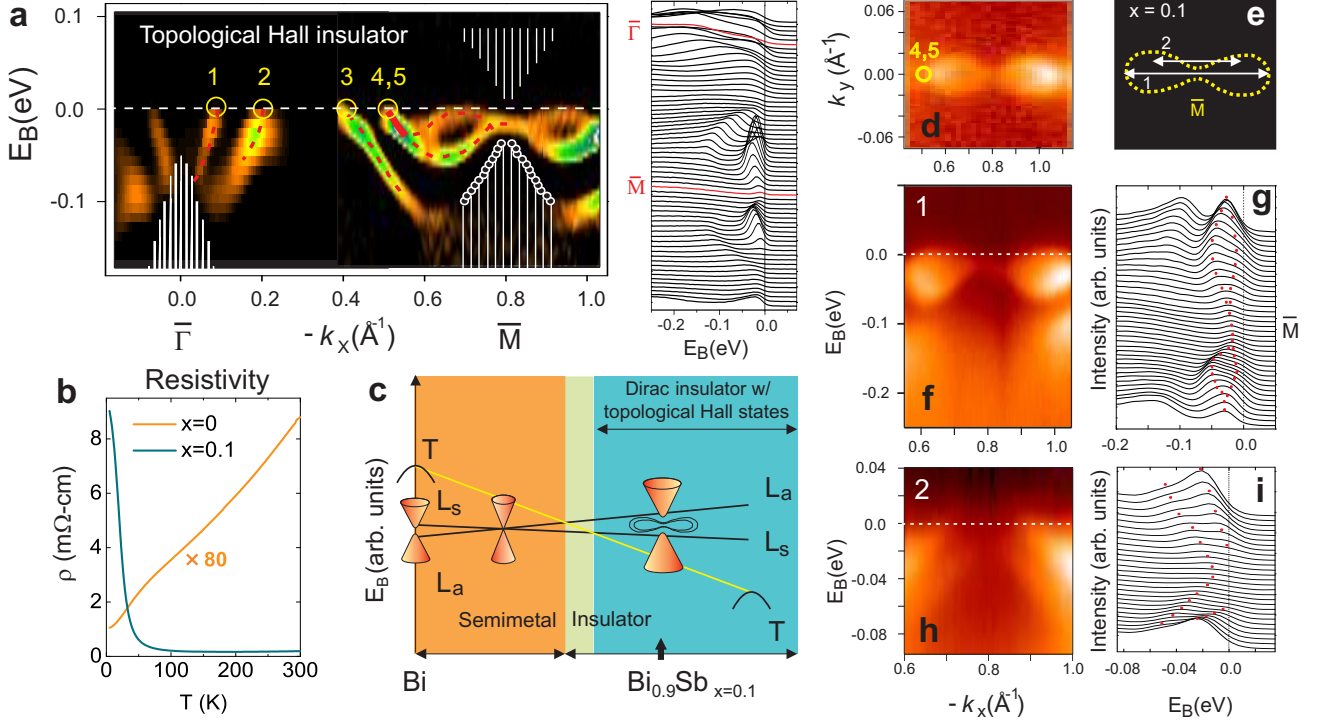 a
Topological Hall insulator
1
2
3
4,5
E_B(eV)
0.0
-0.1
0.0
0.2
0.4
0.6
0.8
1.0
Γ̅
- k_X(Å⁻¹)
M̅
Γ̅
M̅
-0.2
-0.1
0.0
E_B(eV)
0.06
0.00
-0.06
k_y (Å⁻¹)
4,5
d
0.6
0.8
1.0
x = 0.1
e
2
1
M̅
1
0.0
-0.1
-0.2
E_B(eV)
f
0.6
0.8
1.0
g
Intensity (arb. units)
M̅
-0.2
-0.1
0.0
b
Resistivity
x=0
x=0.1
× 80
ρ (mΩ-cm)
8
6
4
2
0
0
100
200
300
T (K)
c
Dirac insulator w/
topological Hall states
E_B(arb. units)
T
L_s
L_a
L_a
L_s
T
Semimetal
Insulator
Bi
Bi₀.₉Sb ₓ₌₀.₁
2
0.04
0.0
-0.04
-0.08
E_B(eV)
h
0.6
0.8
1.0
- k_x(Å⁻¹)
i
Intensity (arb. units)
-0.08
-0.04
0.0
E_B(eV)